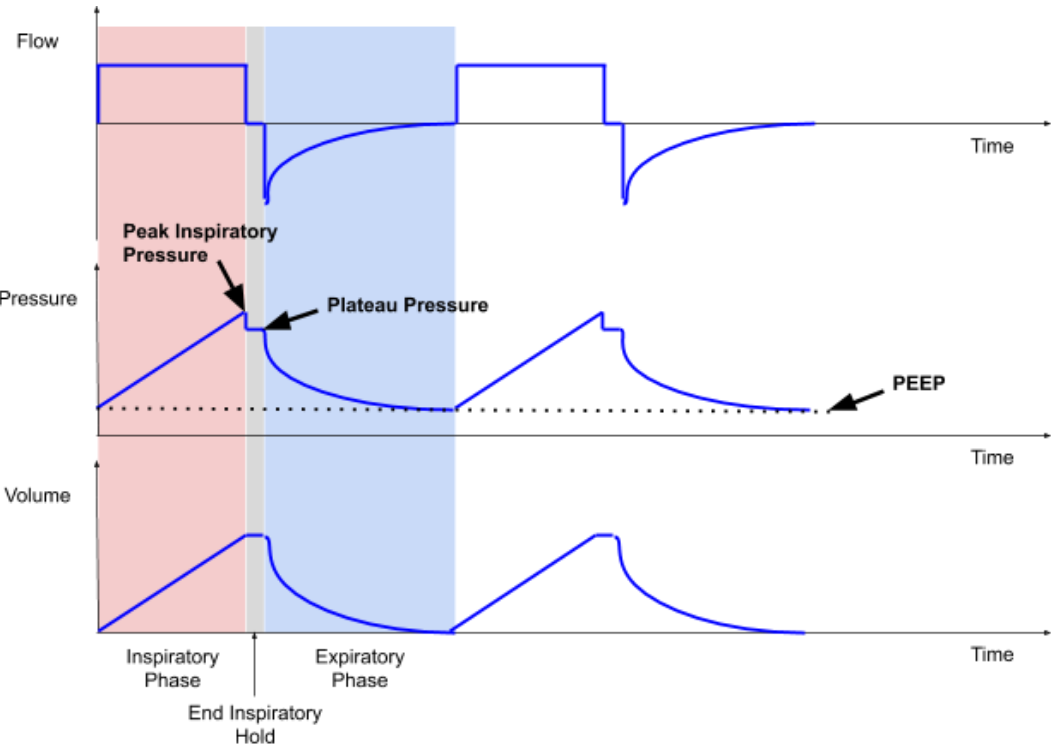 Flow
Time
Peak Inspiratory
Pressure
Pressure
Plateau Pressure
PEEP
Time
Volume
Time
Inspiratory
Phase
Expiratory
Phase
End Inspiratory
Hold